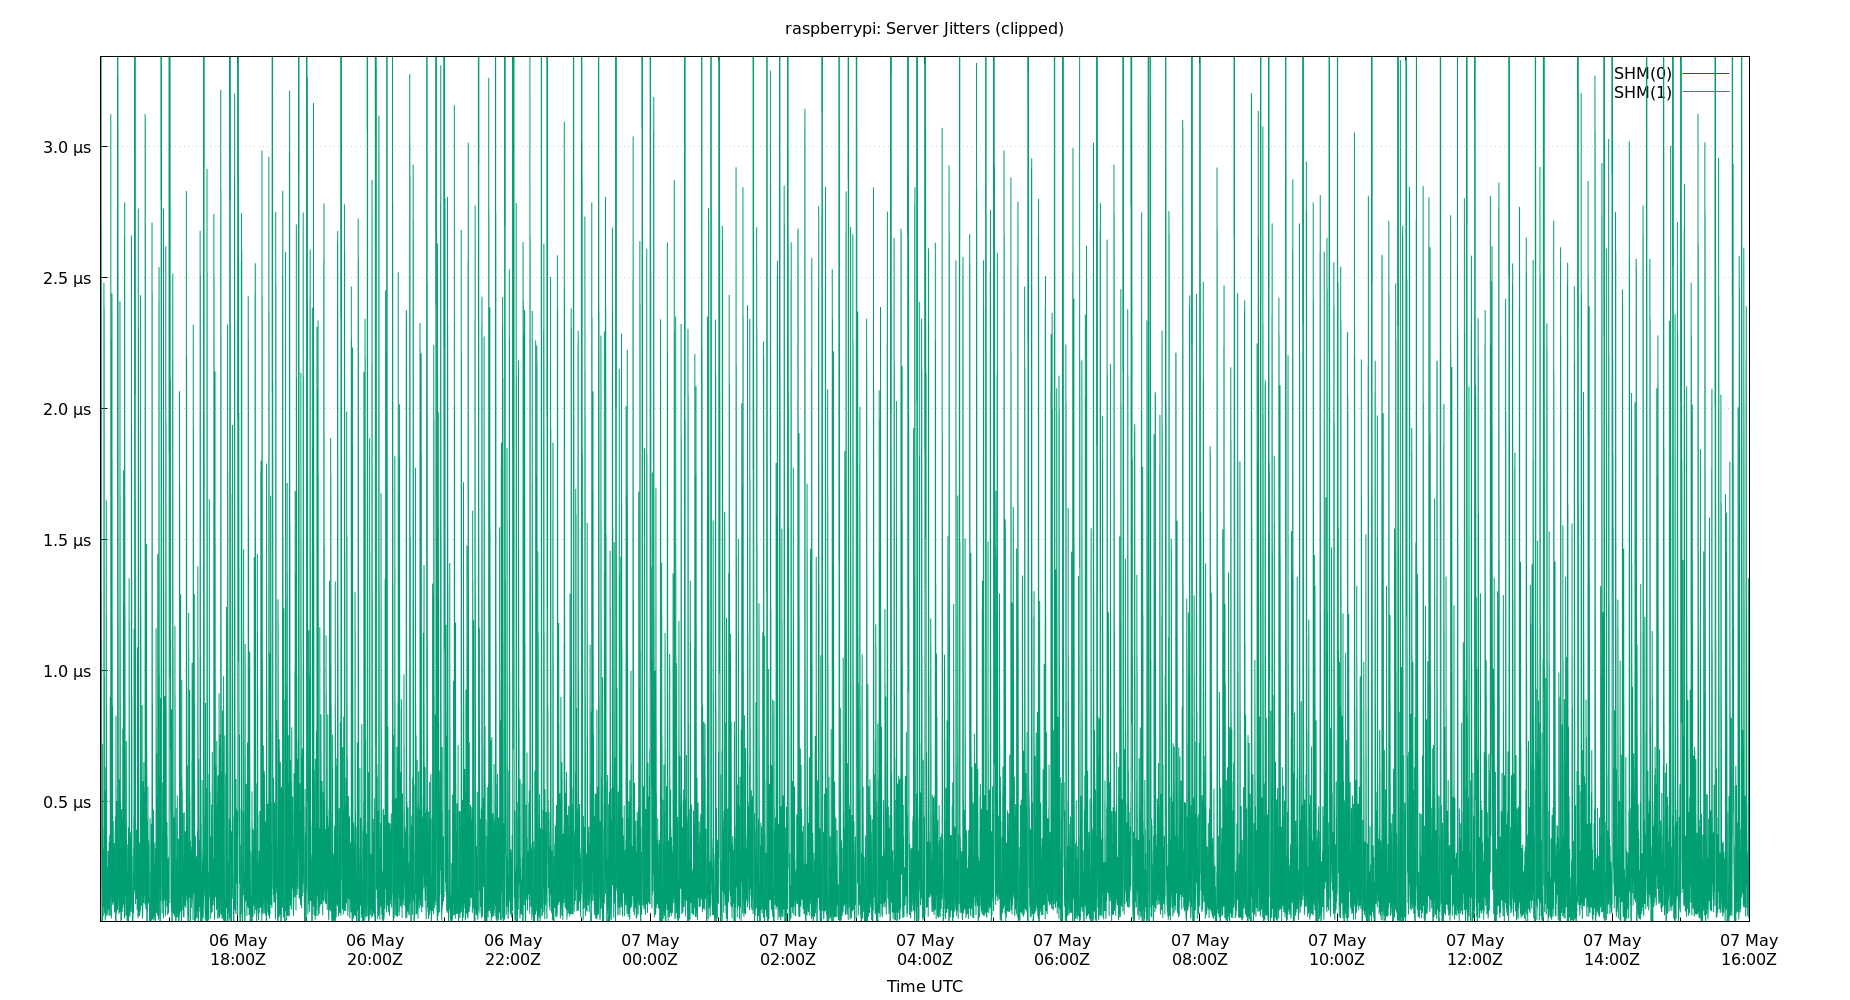 raspberrypi: Server Jitters (clipped)
SHM(0)
SHM(1)
3.0 µs
2.5 µs
2.0 µs
1.5 µs
1.0 µs
0.5 µs
06 May 06 May 06 May 07 May 07 May 07 May 07 May 07 May 07 May 07 May 07 May 07 May
18:00Z 20:00Z 22:00Z 00:00Z 02:00Z 04:00Z 06:00Z 08:00Z 10:00Z 12:00Z 14:00Z 16:00Z
Time UTC